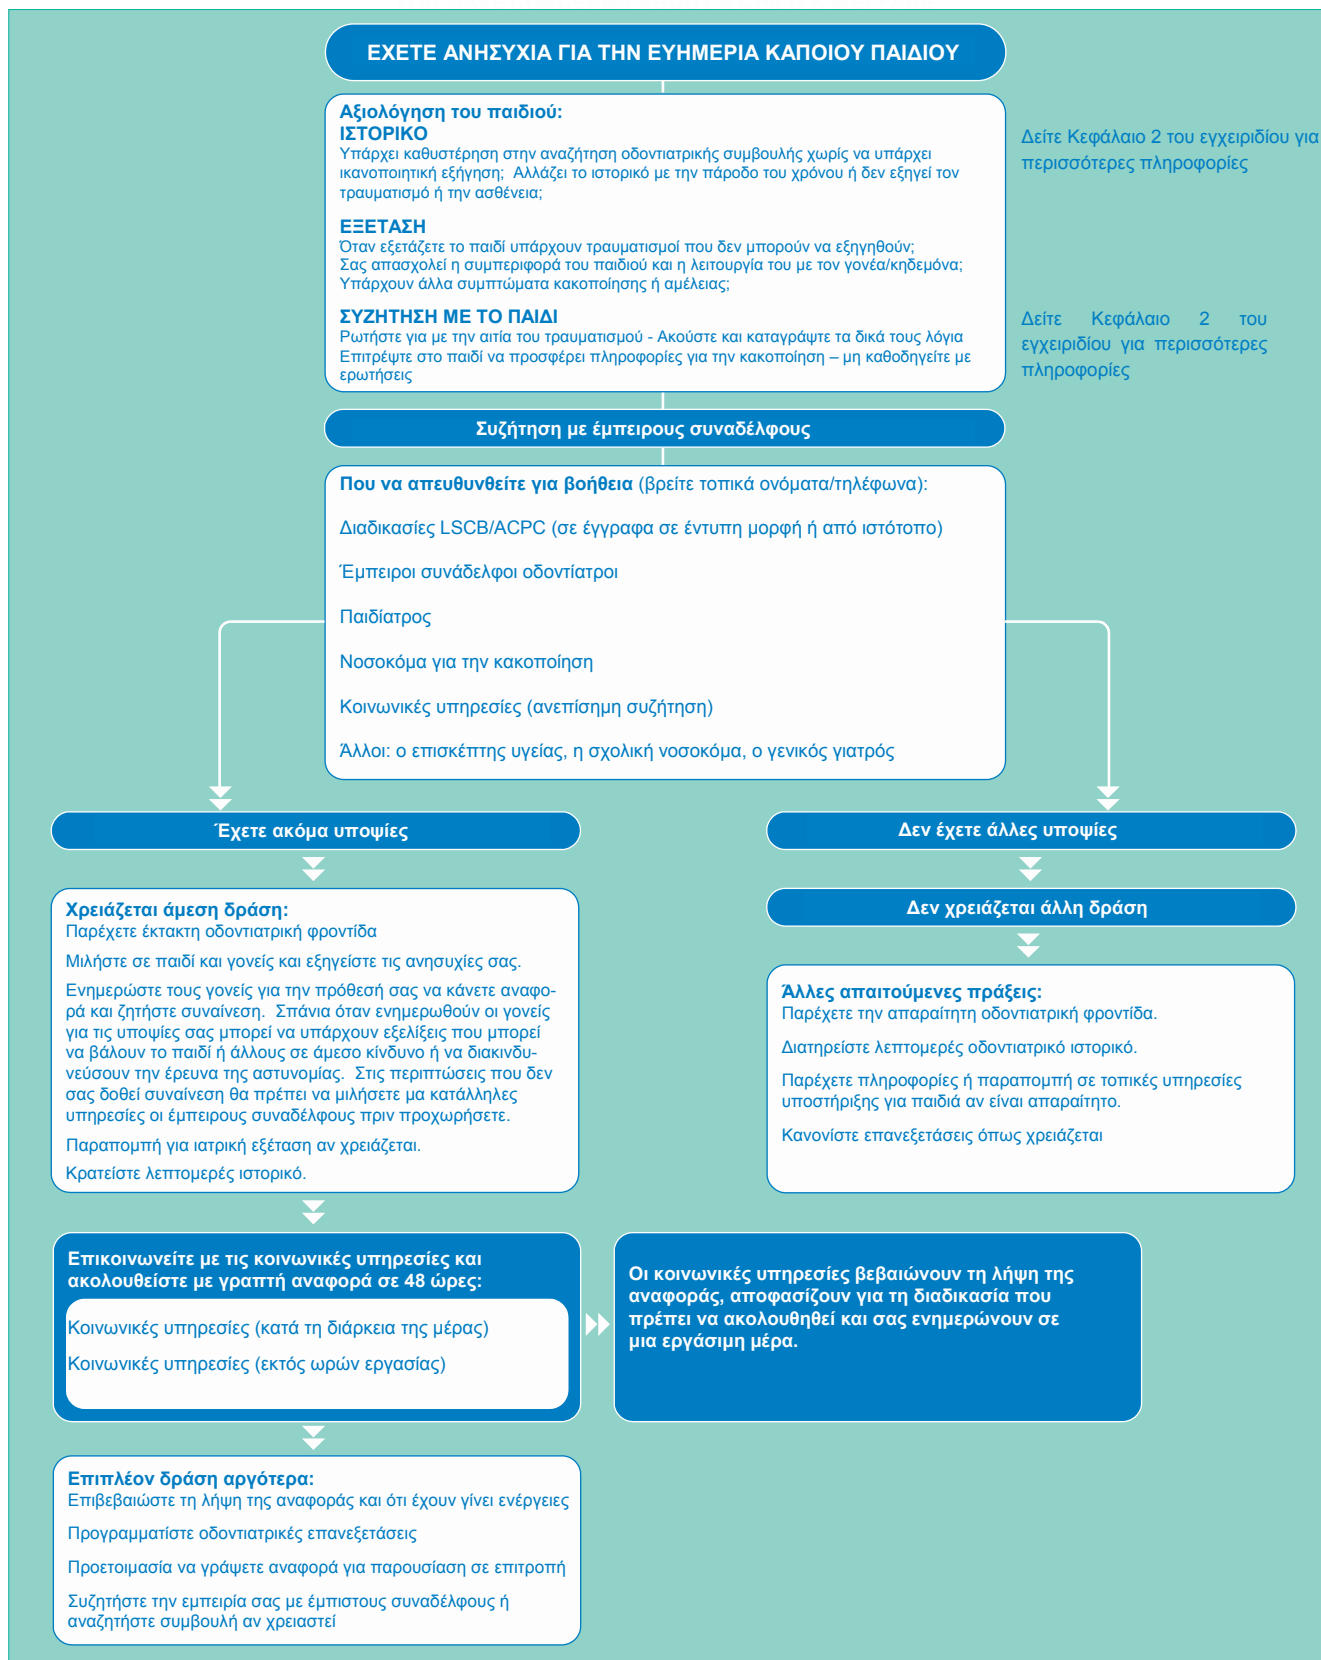 ΕΧΕΤΕ ΑΝΗΣΥΧΙΑ ΓΙΑ ΤΗΝ ΕΥΗΜΕΡΙΑ ΚΑΠΟΙΟΥ ΠΑΙΔΙΟΥ
Αξιολόγηση του παιδιού:
ΙΣΤΟΡΙΚΟ
Υπάρχει καθυστέρηση στην αναζήτηση οδοντιατρικής συμβουλής χωρίς να υπάρχει
ικανοποιητική εξήγηση; Αλλάζει το ιστορικό με την πάροδο του χρόνου ή δεν εξηγεί τον
τραυματισμό ή την ασθένεια;
Δείτε Κεφάλαιο 2 του εγχειριδίου για
περισσότερες πληροφορίες
ΕΞΕΤΑΣΗ
Όταν εξετάζετε το παιδί υπάρχουν τραυματισμοί που δεν μπορούν να εξηγηθούν;
Σας απασχολεί η συμπεριφορά του παιδιού και η λειτουργία του με τον γονέα/κηδεμόνα;
Υπάρχουν άλλα συμπτώματα κακοποίησης ή αμέλειας;
ΣΥΖΗΤΗΣΗ ΜΕ ΤΟ ΠΑΙΔΙ
Ρωτήστε για με την αιτία του τραυματισμού - Ακούστε και καταγράψτε τα δικά τους λόγια
Επιτρέψτε στο παιδί να προσφέρει πληροφορίες για την κακοποίηση – μη καθοδηγείτε με
ερωτήσεις
Δείτε Κεφάλαιο 2 του
εγχειριδίου για περισσότερες
πληροφορίες
Συζήτηση με έμπειρους συναδέλφους
Που να απευθυνθείτε για βοήθεια (βρείτε τοπικά ονόματα/τηλέφωνα):
Διαδικασίες LSCB/ACPC (σε έγγραφα σε έντυπη μορφή ή από ιστότοπο)
Έμπειροι συνάδελφοι οδοντίατροι
Παιδίατρος
Νοσοκόμα για την κακοποίηση
Κοινωνικές υπηρεσίες (ανεπίσημη συζήτηση)
Άλλοι: ο επισκέπτης υγείας, η σχολική νοσοκόμα, ο γενικός γιατρός
Έχετε ακόμα υποψίες
Χρειάζεται άμεση δράση:
Παρέχετε έκτακτη οδοντιατρική φροντίδα
Μιλήστε σε παιδί και γονείς και εξηγείστε τις ανησυχίες σας.
Ενημερώστε τους γονείς για την πρόθεσή σας να κάνετε αναφο-
ρά και ζητήστε συναίνεση. Σπάνια όταν ενημερωθούν οι γονείς
για τις υποψίες σας μπορεί να υπάρχουν εξελίξεις που μπορεί
να βάλουν το παιδί ή άλλους σε άμεσο κίνδυνο ή να διακινδυ-
νεύσουν την έρευνα της αστυνομίας. Στις περιπτώσεις που δεν
σας δοθεί συναίνεση θα πρέπει να μιλήσετε μα κατάλληλες
υπηρεσίες οι έμπειρους συναδέλφους πριν προχωρήσετε.
Παραπομπή για ιατρική εξέταση αν χρειάζεται.
Κρατείστε λεπτομερές ιστορικό.
Δεν έχετε άλλες υποψίες
Δεν χρειάζεται άλλη δράση
Άλλες απαιτούμενες πράξεις:
Παρέχετε την απαραίτητη οδοντιατρική φροντίδα.
Διατηρείστε λεπτομερές οδοντιατρικό ιστορικό.
Παρέχετε πληροφορίες ή παραπομπή σε τοπικές υπηρεσίες
υποστήριξης για παιδιά αν είναι απαραίτητο.
Κανονίστε επανεξετάσεις όπως χρειάζεται
Επικοινωνείτε με τις κοινωνικές υπηρεσίες και
ακολουθείστε με γραπτή αναφορά σε 48 ώρες:
Κοινωνικές υπηρεσίες (κατά τη διάρκεια της μέρας)
Κοινωνικές υπηρεσίες (εκτός ωρών εργασίας)
Οι κοινωνικές υπηρεσίες βεβαιώνουν τη λήψη της
αναφοράς, αποφασίζουν για τη διαδικασία που
πρέπει να ακολουθηθεί και σας ενημερώνουν σε
μια εργάσιμη μέρα.
Επιπλέον δράση αργότερα:
Επιβεβαιώστε τη λήψη της αναφοράς και ότι έχουν γίνει ενέργειες
Προγραμματίστε οδοντιατρικές επανεξετάσεις
Προετοιμασία να γράψετε αναφορά για παρουσίαση σε επιτροπή
Συζητήστε την εμπειρία σας με έμπιστους συναδέλφους ή
αναζητήστε συμβουλή αν χρειαστεί